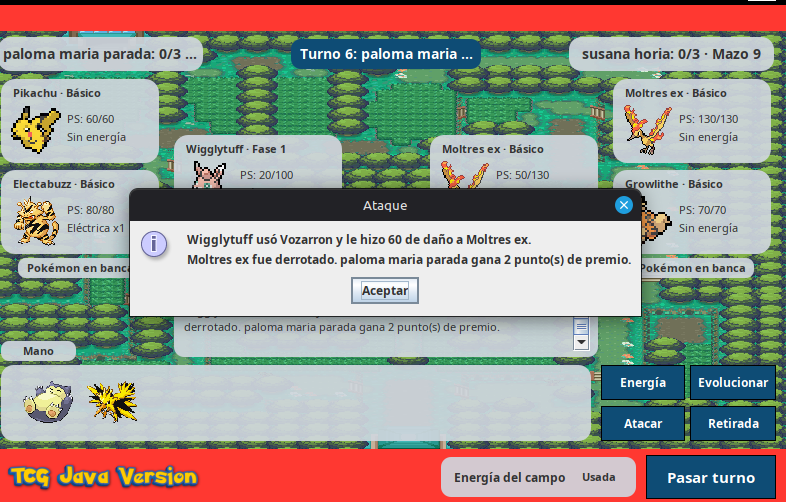 paloma maria parada: 0/3 ...
Turno 6: paloma maria ...
susana horia: 0/3 · Mazo 9
Pikachu · Básico
PS: 60/60
Sin energía
Moltres ex · Básico
PS: 130/130
Sin energía
Wigglytuff · Fase 1
PS: 20/100
Moltres ex · Básico
PS: 50/130
Electabuzz · Básico
PS: 80/80
Eléctrica x1
Growlithe · Básico
PS: 70/70
Sin energía
Ataque
Wigglytuff usó Vozarron y le hizo 60 de daño a Moltres ex.
Moltres ex fue derrotado. paloma maria parada gana 2 punto(s) de premio.
Aceptar
Pokémon en banca
Pokémon en banca
derrotado. paloma maria parada gana 2 punto(s) de premio.
Mano
Energía
Evolucionar
Atacar
Retirada
TCG Java Version
Energía del campo
Usada
Pasar turno